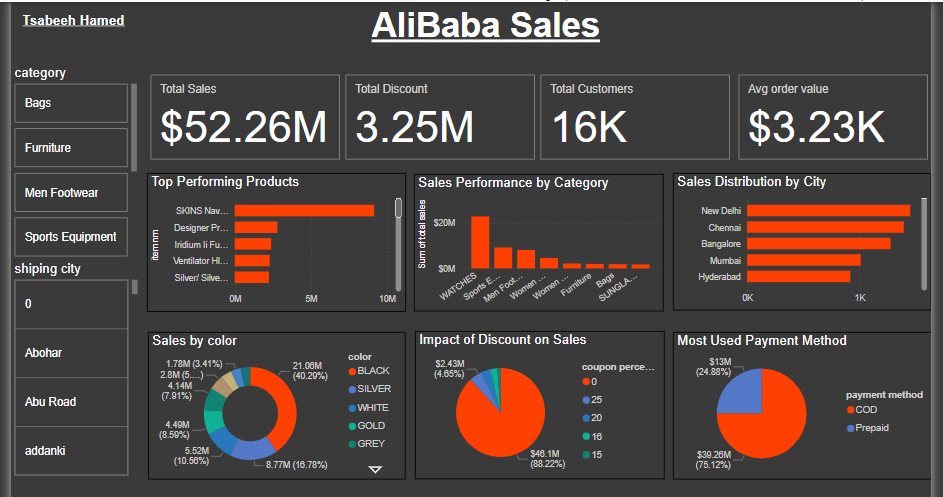 Tsabeeh Hamed
AliBaba Sales
category
Bags
Furniture
Men Footwear
Sports Equipment
shiping city
0
Abohar
Abu Road
addanki
Total Sales
$52.26M
Total Discount
3.25M
Total Customers
16K
Avg order value
$3.23K
Top Performing Products
itemnm
SKINS Nav...
Designer Pr...
Iridium Ii Fu...
Ventilator HI...
Silver/ Silve...
0M 5M 10M
Sales Performance by Category
Sum of total sales
$20M
$0M
WATCHES
Sports E...
Men Foot...
Women ...
Women ...
Furniture
Bags
SUNGLA...
Sales Distribution by City
New Delhi
Chennai
Bangalore
Mumbai
Hyderabad
0K 1K
Sales by color
1.78M (3.41%)
2.8M (5....)
4.14M
(7.91%)
4.49M
(8.59%)
5.52M
(10.56%)
8.77M (16.78%)
21.06M
(40.29%)
color
BLACK
SILVER
WHITE
GOLD
GREY
Impact of Discount on Sales
$2.43M
(4.65%)
$46.1M
(88.22%)
coupon perce...
0
25
20
16
15
Most Used Payment Method
$13M
(24.88%)
$39.26M
(75.12%)
payment method
COD
Prepaid